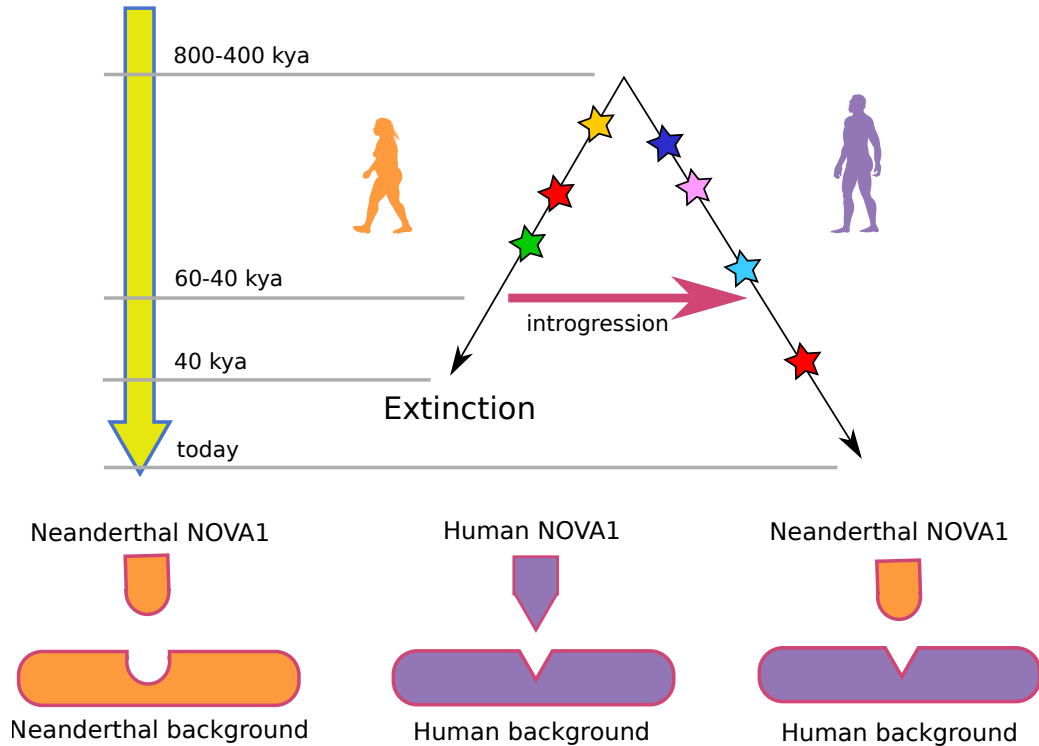 800-400 kya
60-40 kya
introgression
40 kya
Extinction
today
Neanderthal NOVA1
Human NOVA1
Neanderthal NOVA1
Neanderthal background
Human background
Human background